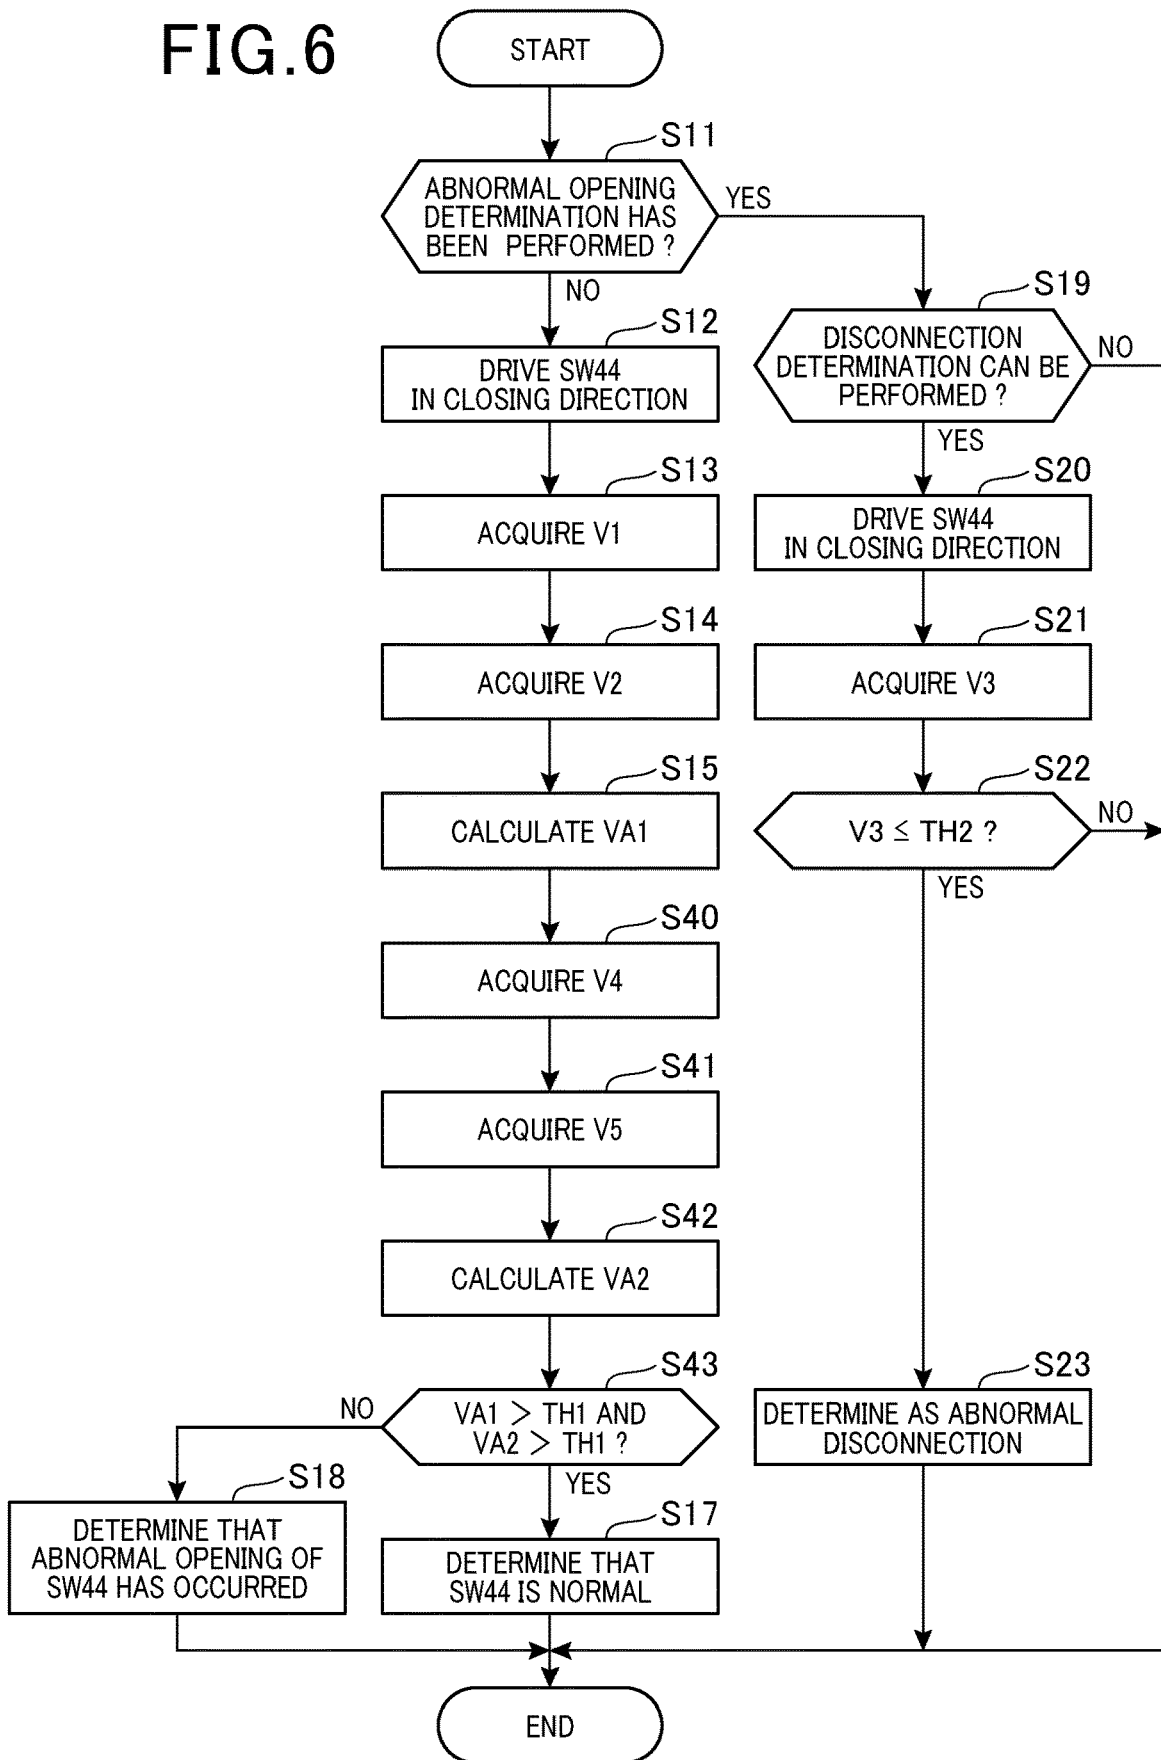 FIG.6
START
S11
ABNORMAL OPENING
DETERMINATION HAS
BEEN PERFORMED ?
YES
NO
S12
DRIVE SW44
IN CLOSING DIRECTION
S13
ACQUIRE V1
S14
ACQUIRE V2
S15
CALCULATE VA1
S40
ACQUIRE V4
S41
ACQUIRE V5
S42
CALCULATE VA2
S43
VA1 > TH1 AND
VA2 > TH1 ?
NO
YES
S18
DETERMINE THAT
ABNORMAL OPENING OF
SW44 HAS OCCURRED
S17
DETERMINE THAT
SW44 IS NORMAL
S19
DISCONNECTION
DETERMINATION CAN BE
PERFORMED ?
NO
YES
S20
DRIVE SW44
IN CLOSING DIRECTION
S21
ACQUIRE V3
S22
V3 ≤ TH2 ?
NO
YES
S23
DETERMINE AS ABNORMAL
DISCONNECTION
END